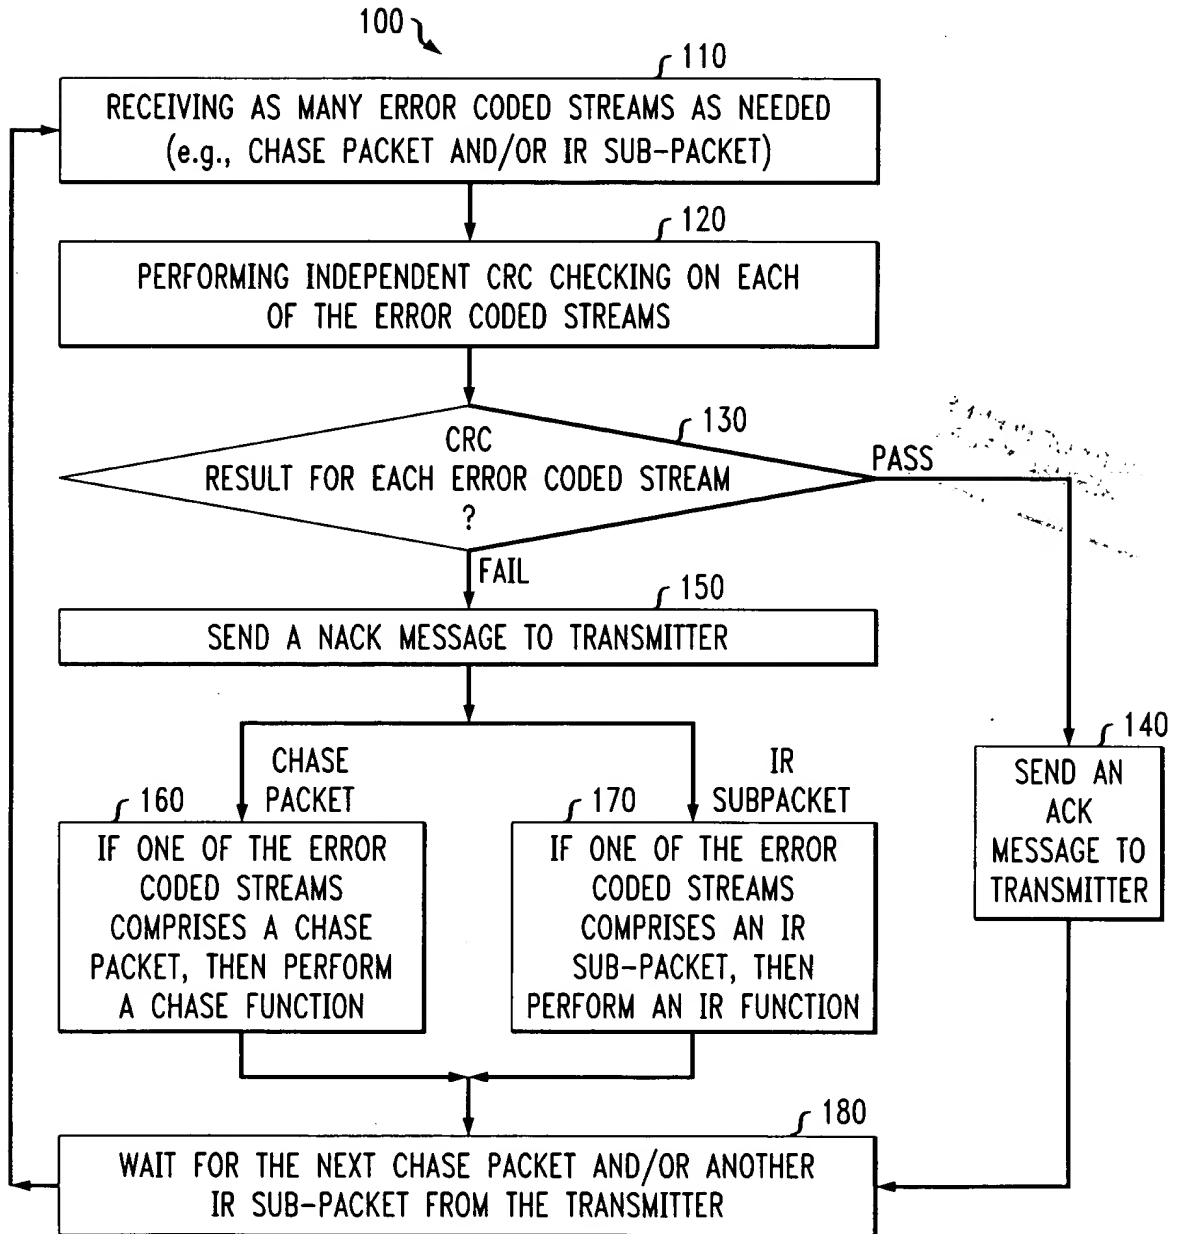 100
110
RECEIVING AS MANY ERROR CODED STREAMS AS NEEDED
(e.g., CHASE PACKET AND/OR IR SUB-PACKET)
120
PERFORMING INDEPENDENT CRC CHECKING ON EACH
OF THE ERROR CODED STREAMS
130
CRC
RESULT FOR EACH ERROR CODED STREAM
?
PASS
FAIL
150
SEND A NACK MESSAGE TO TRANSMITTER
140
SEND AN
ACK
MESSAGE TO
TRANSMITTER
CHASE
PACKET
IR
SUBPACKET
160
IF ONE OF THE ERROR
CODED STREAMS
COMPRISES A CHASE
PACKET, THEN PERFORM
A CHASE FUNCTION
170
IF ONE OF THE ERROR
CODED STREAMS
COMPRISES AN IR
SUB-PACKET, THEN
PERFORM AN IR FUNCTION
180
WAIT FOR THE NEXT CHASE PACKET AND/OR ANOTHER
IR SUB-PACKET FROM THE TRANSMITTER